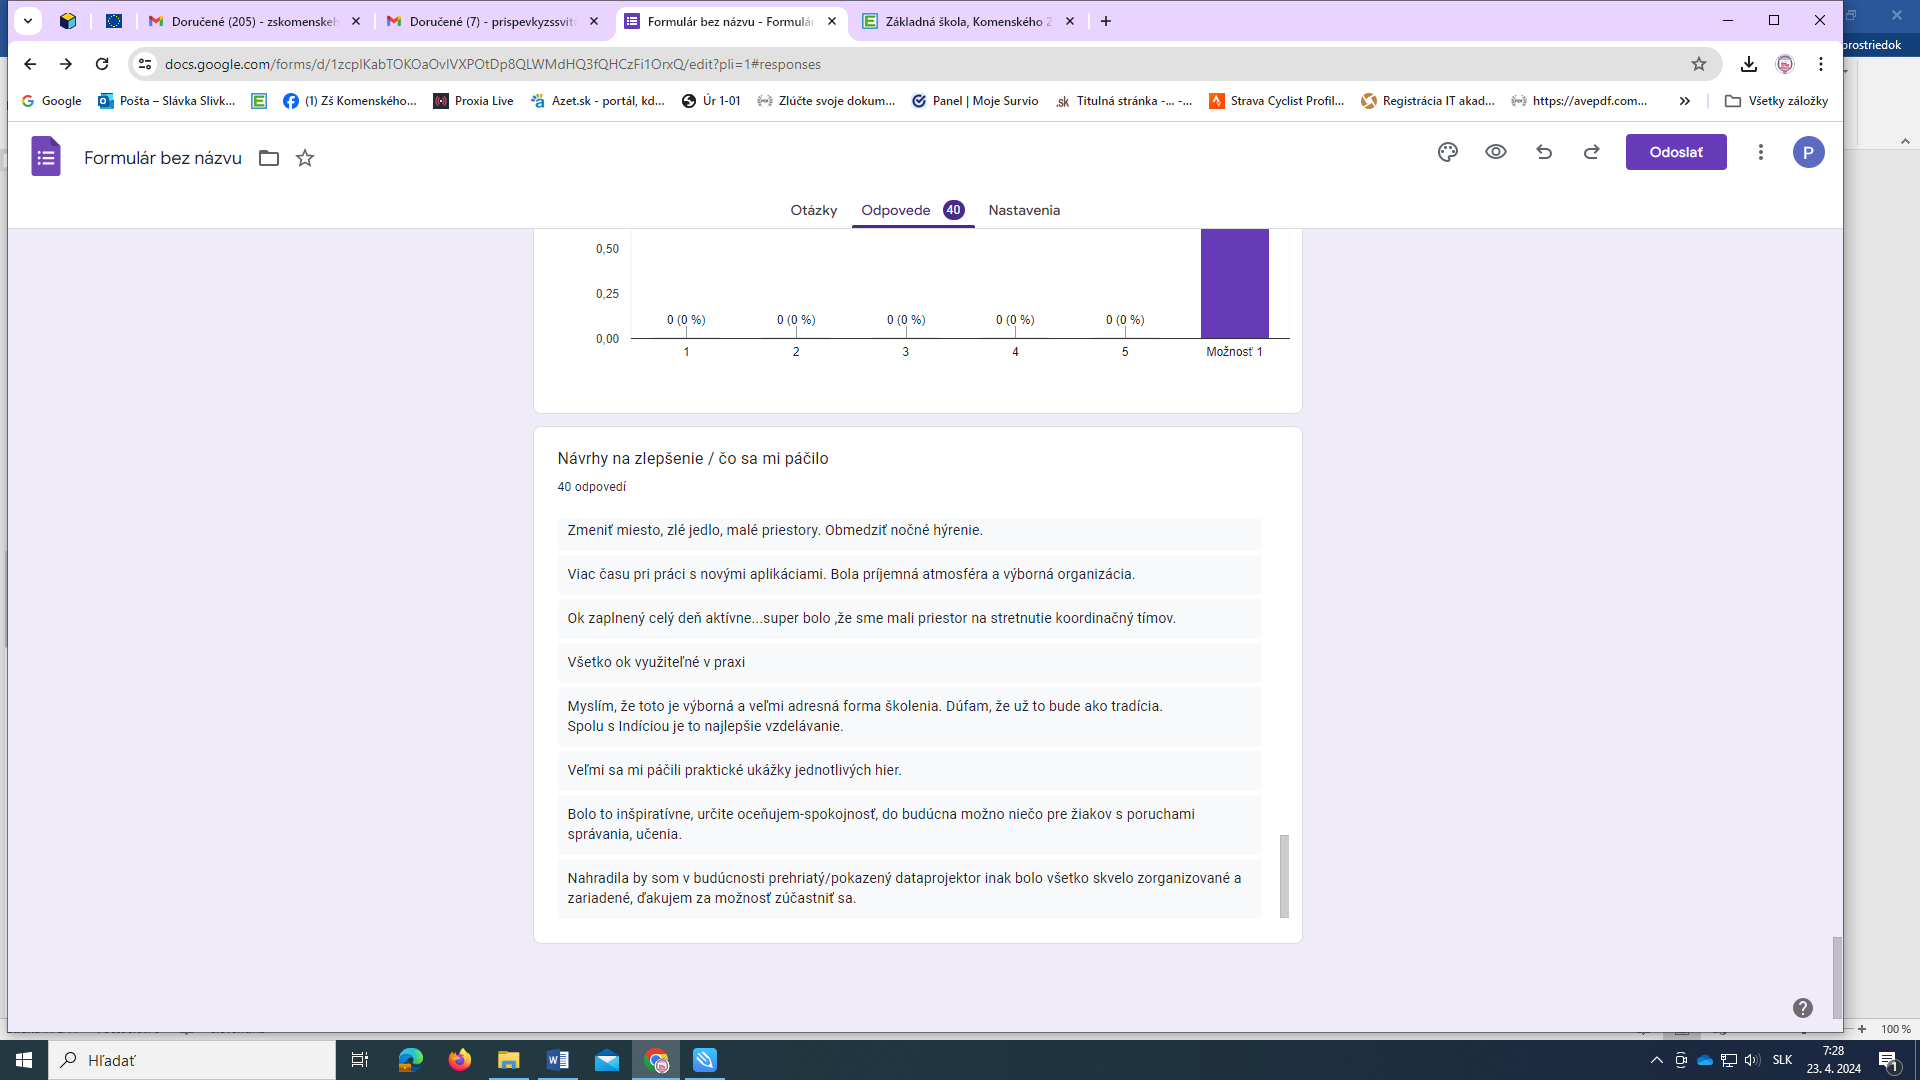 Doručené (205) - zskomenskeh
Doručené (7) - prispevkyzssvit
Formulár bez názvu - Formulár
Základná škola, Komenského 2
prostriedok
docs.google.com/forms/d/1zcpIKabTOKOaOvIVXPOtDp8QLWMdHQ3fQHCzFi1OrxQ/edit?pli=1#responses
Google
Pošta – Slávka Slivk...
(1) Zš Komenského...
Proxia Live
Azet.sk - portál, kd...
Úr 1-01
Zlúčte svoje dokum...
Panel | Moje Survio
Titulná stránka -... -...
Strava Cyclist Profil...
Registrácia IT akad...
https://avepdf.com...
Všetky záložky
Formulár bez názvu
Odoslať
P
Otázky
Odpovede 40
Nastavenia
0,50
0,25
0,00
0 (0 %) 0 (0 %) 0 (0 %) 0 (0 %) 0 (0 %)
1 2 3 4 5 Možnosť 1
Návrhy na zlepšenie / čo sa mi páčilo
40 odpovedí
Zmeniť miesto, zlé jedlo, malé priestory. Obmedziť nočné hýrenie.
Viac času pri práci s novými aplikáciami. Bola príjemná atmosféra a výborná organizácia.
Ok zaplnený celý deň aktívne...super bolo ,že sme mali priestor na stretnutie koordinačný tímov.
Všetko ok využiteľné v praxi
Myslím, že toto je výborná a veľmi adresná forma školenia. Dúfam, že už to bude ako tradícia.
Spolu s Indíciou je to najlepšie vzdelávanie.
Veľmi sa mi páčili praktické ukážky jednotlivých hier.
Bolo to inšpiratívne, určite oceňujem-spokojnosť, do budúcna možno niečo pre žiakov s poruchami
správania, učenia.
Nahradila by som v budúcnosti prehriatý/pokazený dataprojektor inak bolo všetko skvelo zorganizované a
zariadené, ďakujem za možnosť zúčastniť sa.
100 %
Hľadať
SLK
7:28
23. 4. 2024
1